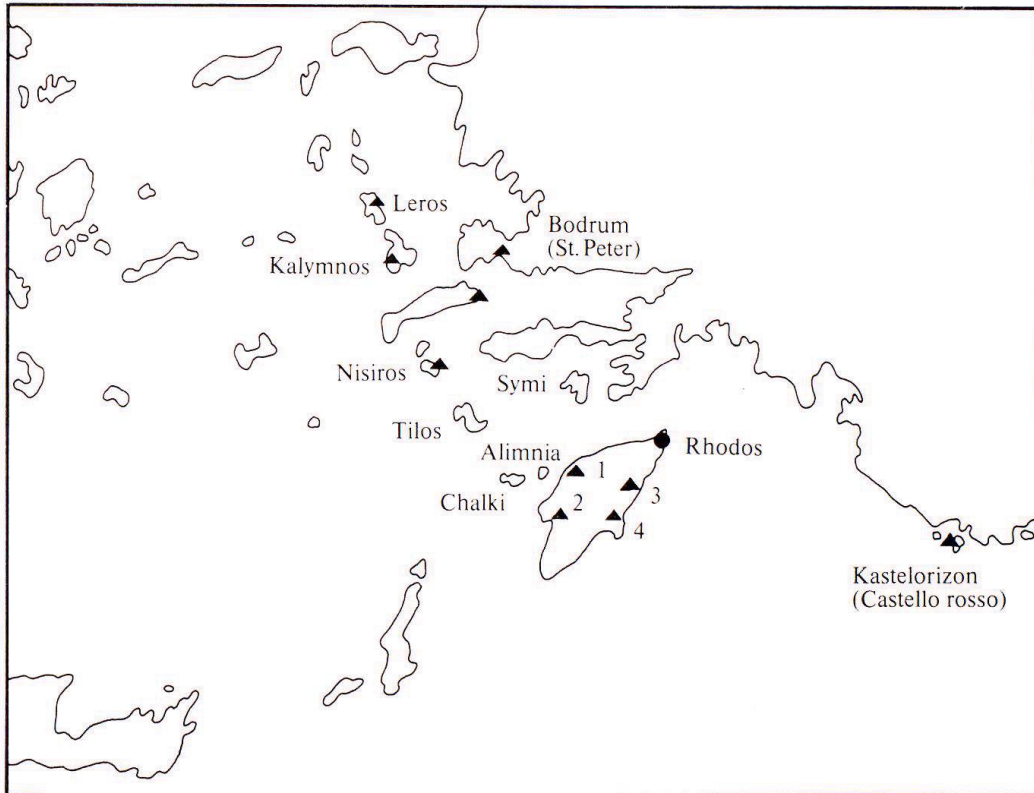 Leros
Bodrum
(St. Peter)
Kalymnos
Nisiros
Symi
Tilos
Alimnia
Rhodos
1
3
Chalki
2
4
Kastelorizon
(Castello rosso)